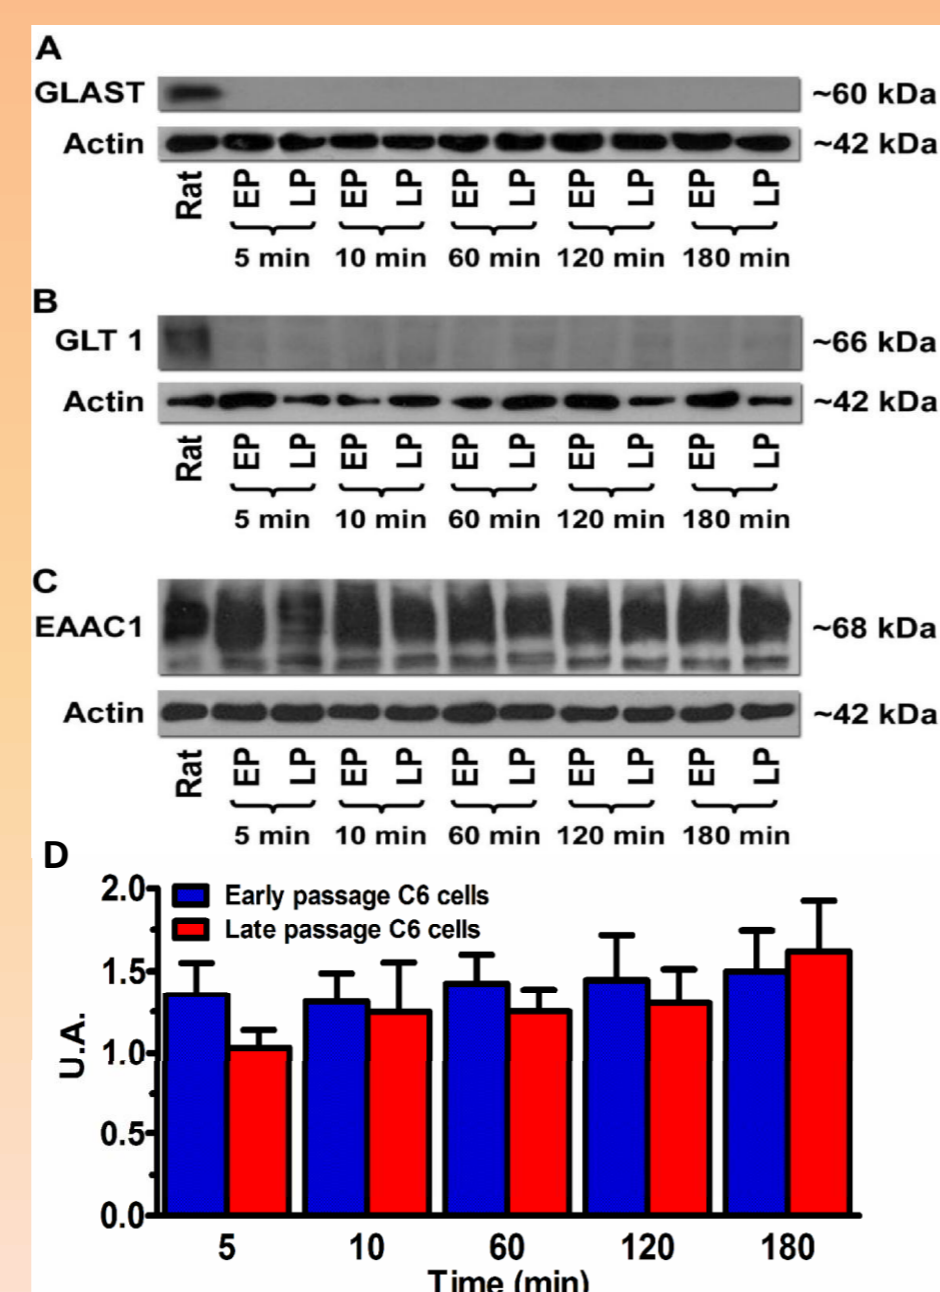 A
GLAST ~60 kDa
Actin ~42 kDa
Rat EP LP EP LP EP LP EP LP EP LP
5 min 10 min 60 min 120 min 180 min
B
GLT 1 ~66 kDa
Actin ~42 kDa
Rat EP LP EP LP EP LP EP LP EP LP
5 min 10 min 60 min 120 min 180 min
C
EAAC1 ~68 kDa
Actin ~42 kDa
Rat EP LP EP LP EP LP EP LP EP LP
5 min 10 min 60 min 120 min 180 min
D
Early passage C6 cells
Late passage C6 cells
U.A.
2.0
1.5
1.0
0.5
0.0
5 10 60 120 180
Time (min)